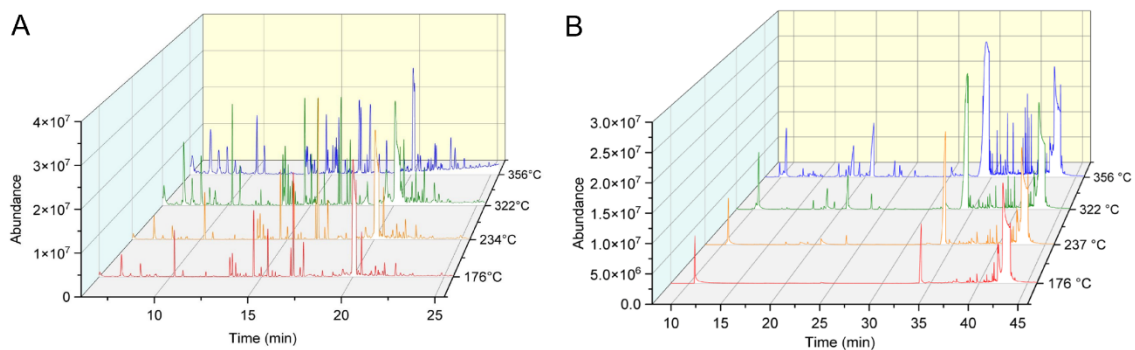 A
4×10⁷
3×10⁷
2×10⁷
1×10⁷
0
Abundance
10
15
20
25
Time (min)
356°C
322°C
234°C
176°C
B
3.0×10⁷
2.5×10⁷
2.0×10⁷
1.5×10⁷
1.0×10⁷
5.0×10⁶
0.0
Abundance
10
15
20
25
30
35
40
45
Time (min)
356 °C
322 °C
237 °C
176 °C